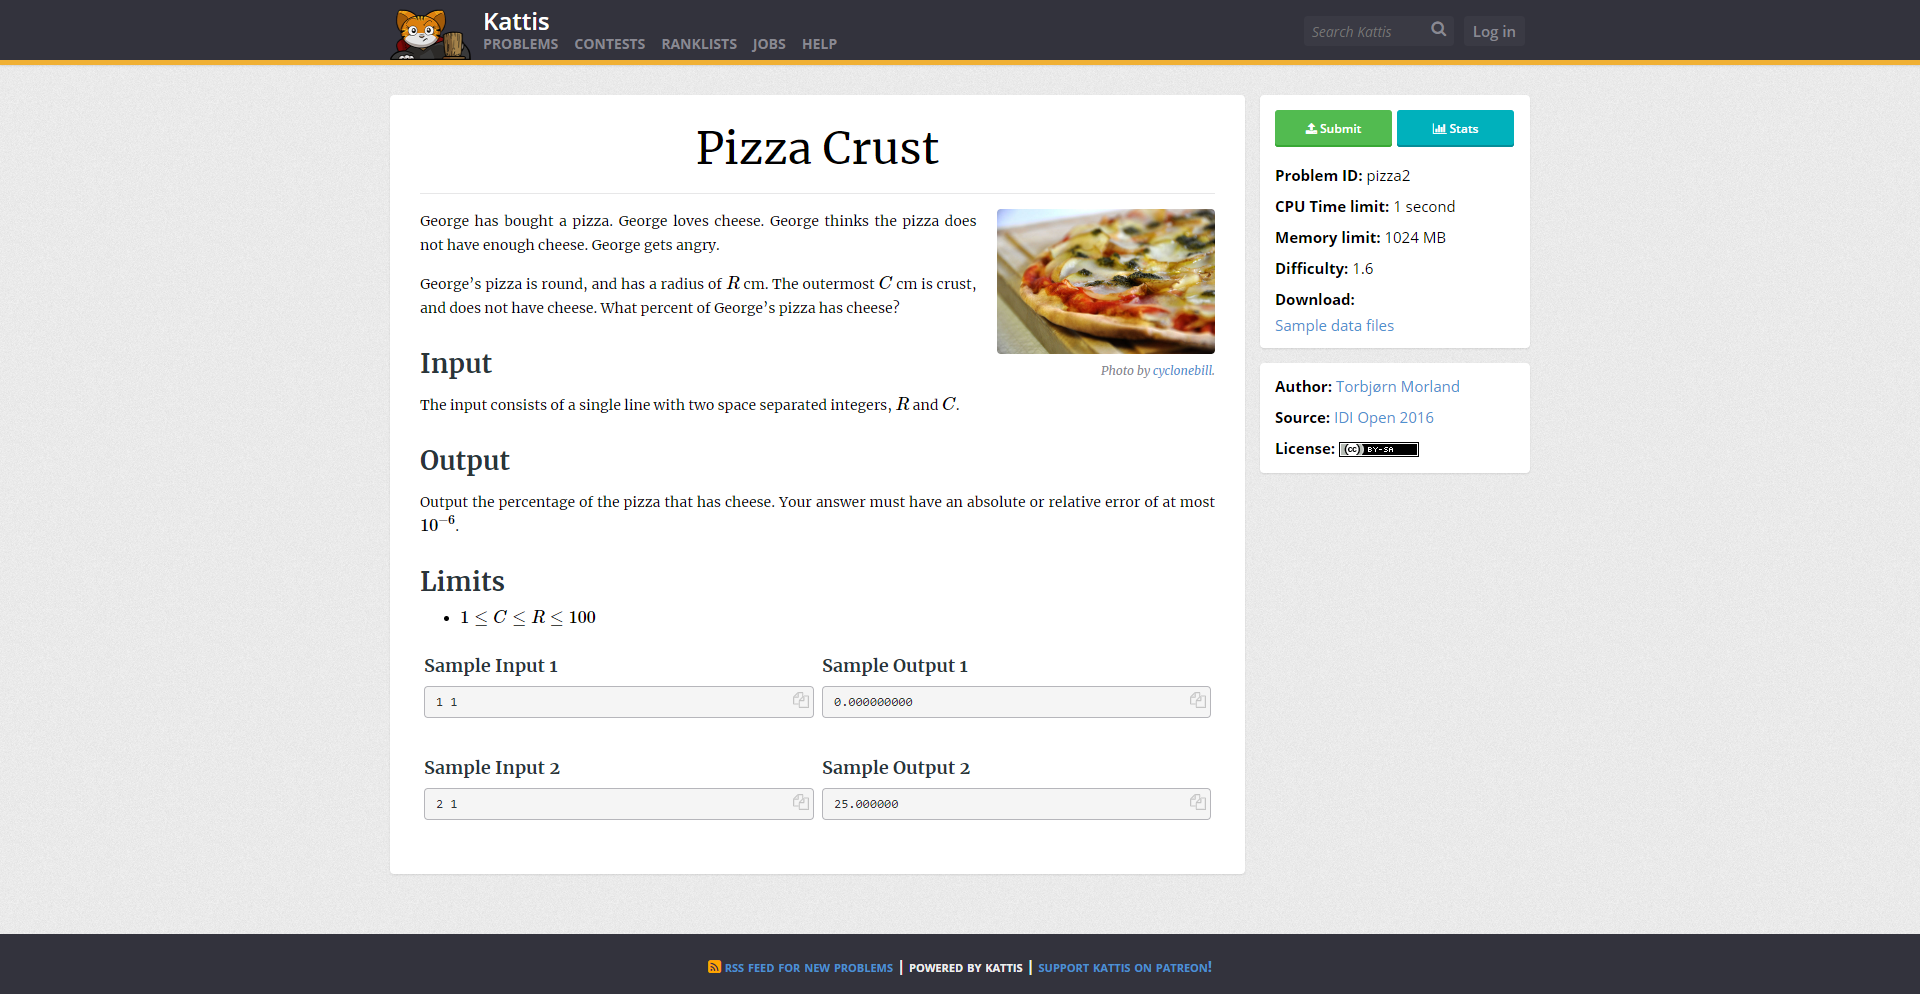 Kattis
PROBLEMS CONTESTS RANKLISTS JOBS HELP
Search Kattis
Log in
Pizza Crust
George has bought a pizza. George loves cheese. George thinks the pizza does
not have enough cheese. George gets angry.
George’s pizza is round, and has a radius of R cm. The outermost C cm is crust,
and does not have cheese. What percent of George’s pizza has cheese?
Photo by cyclonebill.
Input
The input consists of a single line with two space separated integers, R and C.
Output
Output the percentage of the pizza that has cheese. Your answer must have an absolute or relative error of at most
10⁻⁶.
Limits
• 1 ≤ C ≤ R ≤ 100
Sample Input 1
Sample Output 1
1 1
0.000000000
Sample Input 2
Sample Output 2
2 1
25.000000
Submit
Stats
Problem ID: pizza2
CPU Time limit: 1 second
Memory limit: 1024 MB
Difficulty: 1.6
Download:
Sample data files
Author: Torbjørn Morland
Source: IDI Open 2016
License: (cc) BY-SA
RSS FEED FOR NEW PROBLEMS | POWERED BY KATTIS | SUPPORT KATTIS ON PATREON!